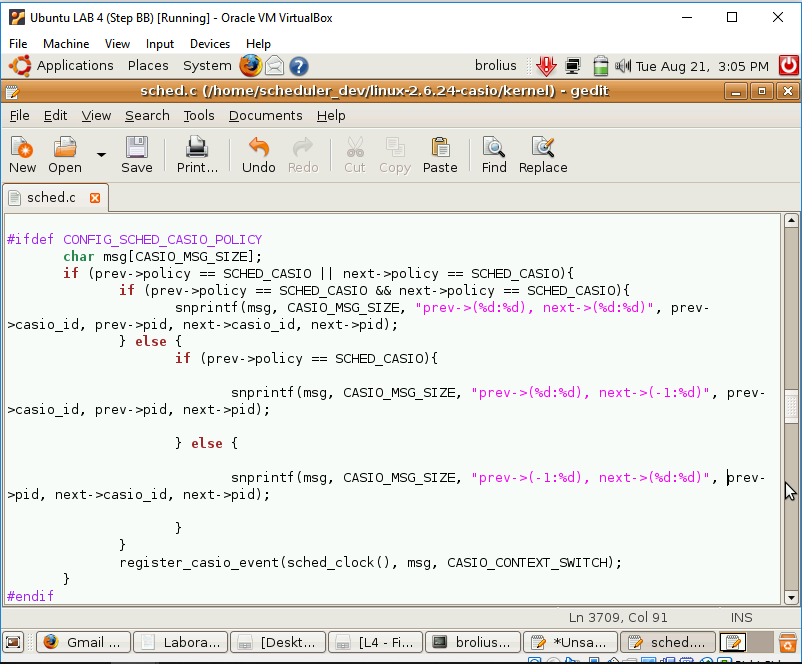 Ubuntu LAB 4 (Step BB) [Running] - Oracle VM VirtualBox
File Machine View Input Devices Help
Applications Places System brolius Tue Aug 21, 3:05 PM
sched.c (/home/scheduler_dev/linux-2.6.24-casio/kernel) - gedit
File Edit View Search Tools Documents Help
New Open Save Print... Undo Redo Cut Copy Paste Find Replace
sched.c
#ifdef CONFIG_SCHED_CASIO_POLICY
char msg[CASIO_MSG_SIZE];
if (prev->policy == SCHED_CASIO || next->policy == SCHED_CASIO){
if (prev->policy == SCHED_CASIO && next->policy == SCHED_CASIO){
snprintf(msg, CASIO_MSG_SIZE, "prev->(%d:%d), next->(%d:%d)", prev-
>casio_id, prev->pid, next->casio_id, next->pid);
} else {
if (prev->policy == SCHED_CASIO){
snprintf(msg, CASIO_MSG_SIZE, "prev->(%d:%d), next->(-1:%d)", prev-
>casio_id, prev->pid, next->pid);
} else {
snprintf(msg, CASIO_MSG_SIZE, "prev->(-1:%d), next->(%d:%d)", prev-
>pid, next->casio_id, next->pid);
}
}
register_casio_event(sched_clock(), msg, CASIO_CONTEXT_SWITCH);
}
#endif
Ln 3709, Col 91 INS
Gmail ... Labora... [Deskt... [L4 - Fi... brolius... *Unsa... sched....